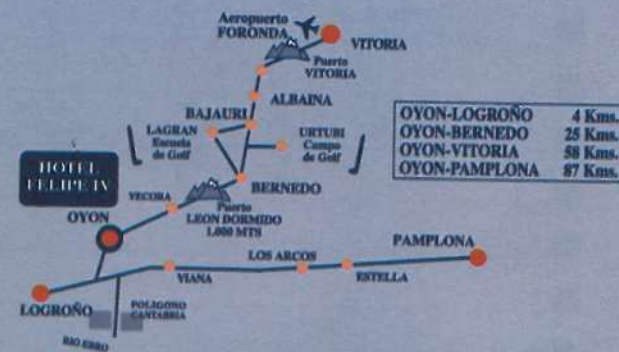 Aeropuerto
FORONDA
VITORIA
Puerto
VITORIA
ALBAINA
BAJAURI
LAGRAN
Escuela
de Golf
URTUBI
Campo
de Golf
OYON-LOGROÑO 4 Kms.
OYON-BERNEDO 25 Kms.
OYON-VITORIA 58 Kms.
OYON-PAMPLONA 87 Kms.
HOTEL
FELIPE IV
BERNEDO
YECORA
Puerto
LEON DORMIDO
1.000 MTS
OYON
PAMPLONA
LOS ARCOS
VIANA
ESTELLA
LOGROÑO
POLIGONO
CANTABRIA
RIO EBRO